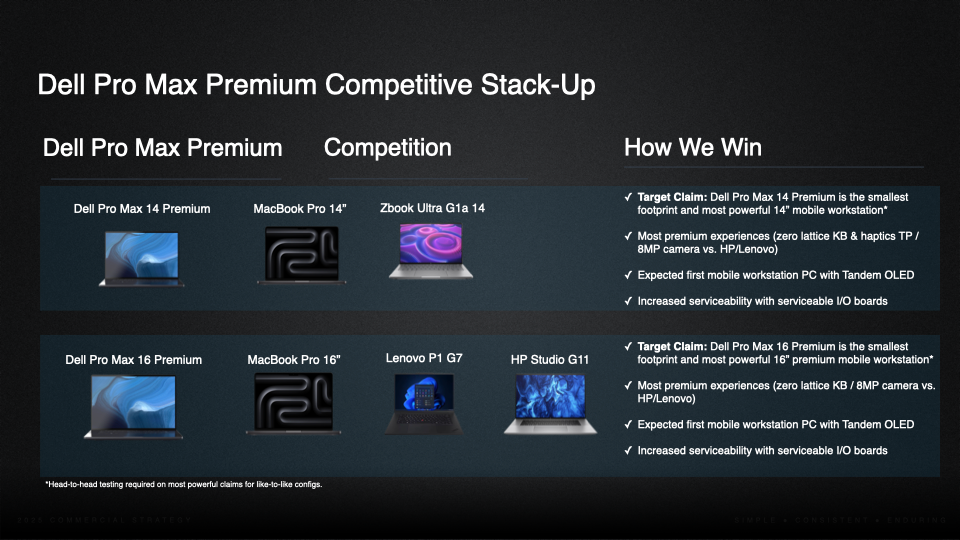 Dell Pro Max Premium Competitive Stack-Up
Dell Pro Max Premium
Competition
How We Win
Dell Pro Max 14 Premium
MacBook Pro 14”
Zbook Ultra G1a 14
✓ Target Claim: Dell Pro Max 14 Premium is the smallest
footprint and most powerful 14” mobile workstation*
✓ Most premium experiences (zero lattice KB & haptics TP /
8MP camera vs. HP/Lenovo)
✓ Expected first mobile workstation PC with Tandem OLED
✓ Increased serviceability with serviceable I/O boards
Dell Pro Max 16 Premium
MacBook Pro 16”
Lenovo P1 G7
HP Studio G11
✓ Target Claim: Dell Pro Max 16 Premium is the smallest
footprint and most powerful 16” premium mobile workstation*
✓ Most premium experiences (zero lattice KB / 8MP camera vs.
HP/Lenovo)
✓ Expected first mobile workstation PC with Tandem OLED
✓ Increased serviceability with serviceable I/O boards
*Head-to-head testing required on most powerful claims for like-to-like configs.
COMMERCIAL STRATEGY
SIMPLE • CONSISTENT • ENDURING